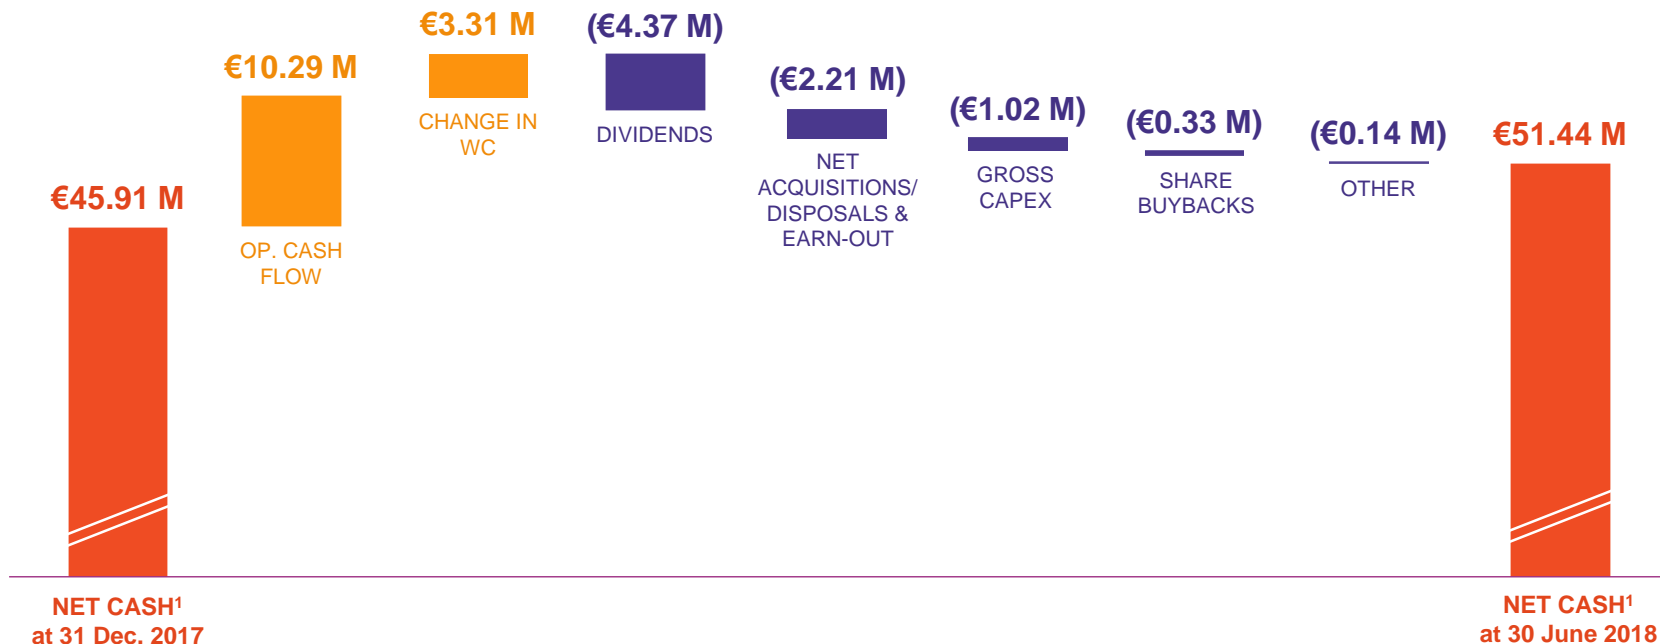 €45.91 M
NET CASH¹
at 31 Dec. 2017
€10.29 M
OP. CASH
FLOW
€3.31 M
CHANGE IN
WC
(€4.37 M)
DIVIDENDS
(€2.21 M)
NET
ACQUISITIONS/
DISPOSALS &
EARN-OUT
(€1.02 M)
GROSS
CAPEX
(€0.33 M)
SHARE
BUYBACKS
(€0.14 M)
OTHER
€51.44 M
NET CASH¹
at 30 June 2018